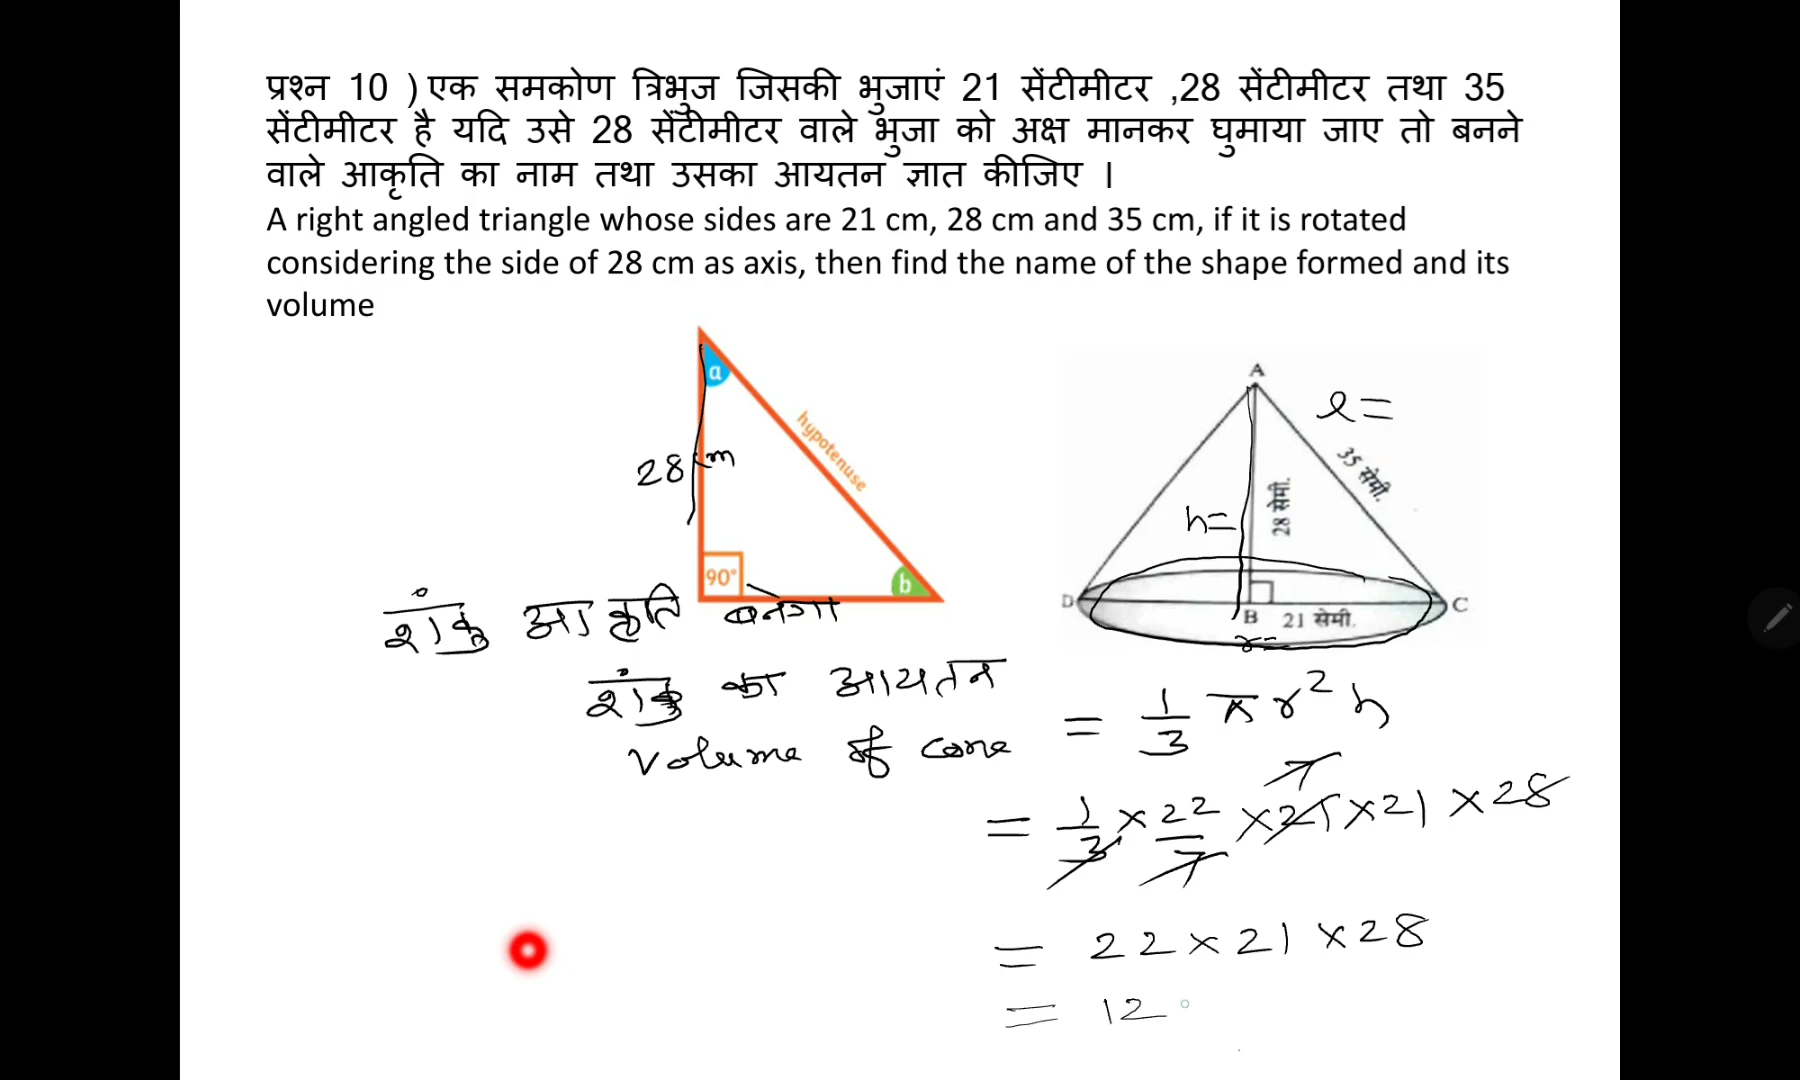 प्रश्न 10 ) एक समकोण त्रिभुज जिसकी भुजाएं 21 सेंटीमीटर ,28 सेंटीमीटर तथा 35
सेंटीमीटर है यदि उसे 28 सेंटीमीटर वाले भुजा को अक्ष मानकर घुमाया जाए तो बनने
वाले आकृति का नाम तथा उसका आयतन ज्ञात कीजिए ।
A right angled triangle whose sides are 21 cm, 28 cm and 35 cm, if it is rotated
considering the side of 28 cm as axis, then find the name of the shape formed and its
volume
a
hypotenuse
28 cm
90°
b
A
l =
35 सेमी.
h =
28 सेमी.
D
B
21 सेमी.
C
r =
शंकु आकृति बनेगा
शंकु का आयतन
Volume of cone = 1/3 π r² h
7
= 1/3 × 22/7 × 21 × 21 × 28
= 22 × 21 × 28
= 12